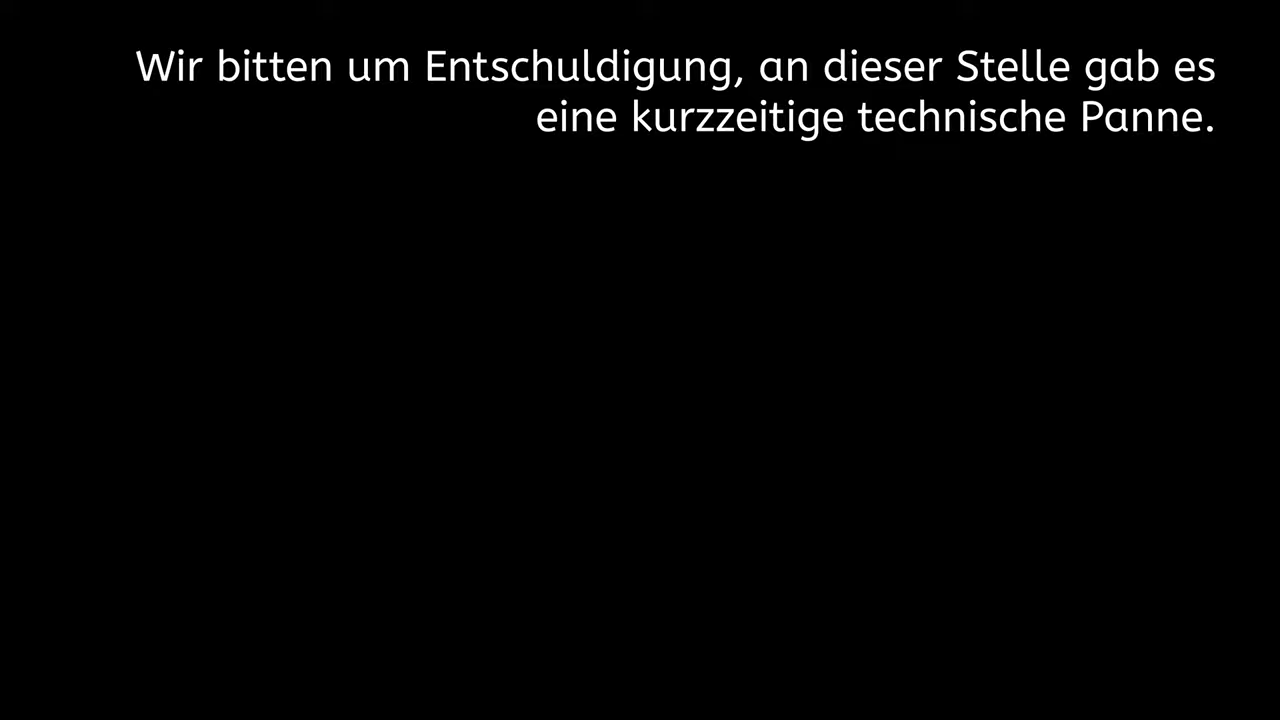 Wir bitten um Entschuldigung, an dieser Stelle gab es
eine kurzzeitige technische Panne.